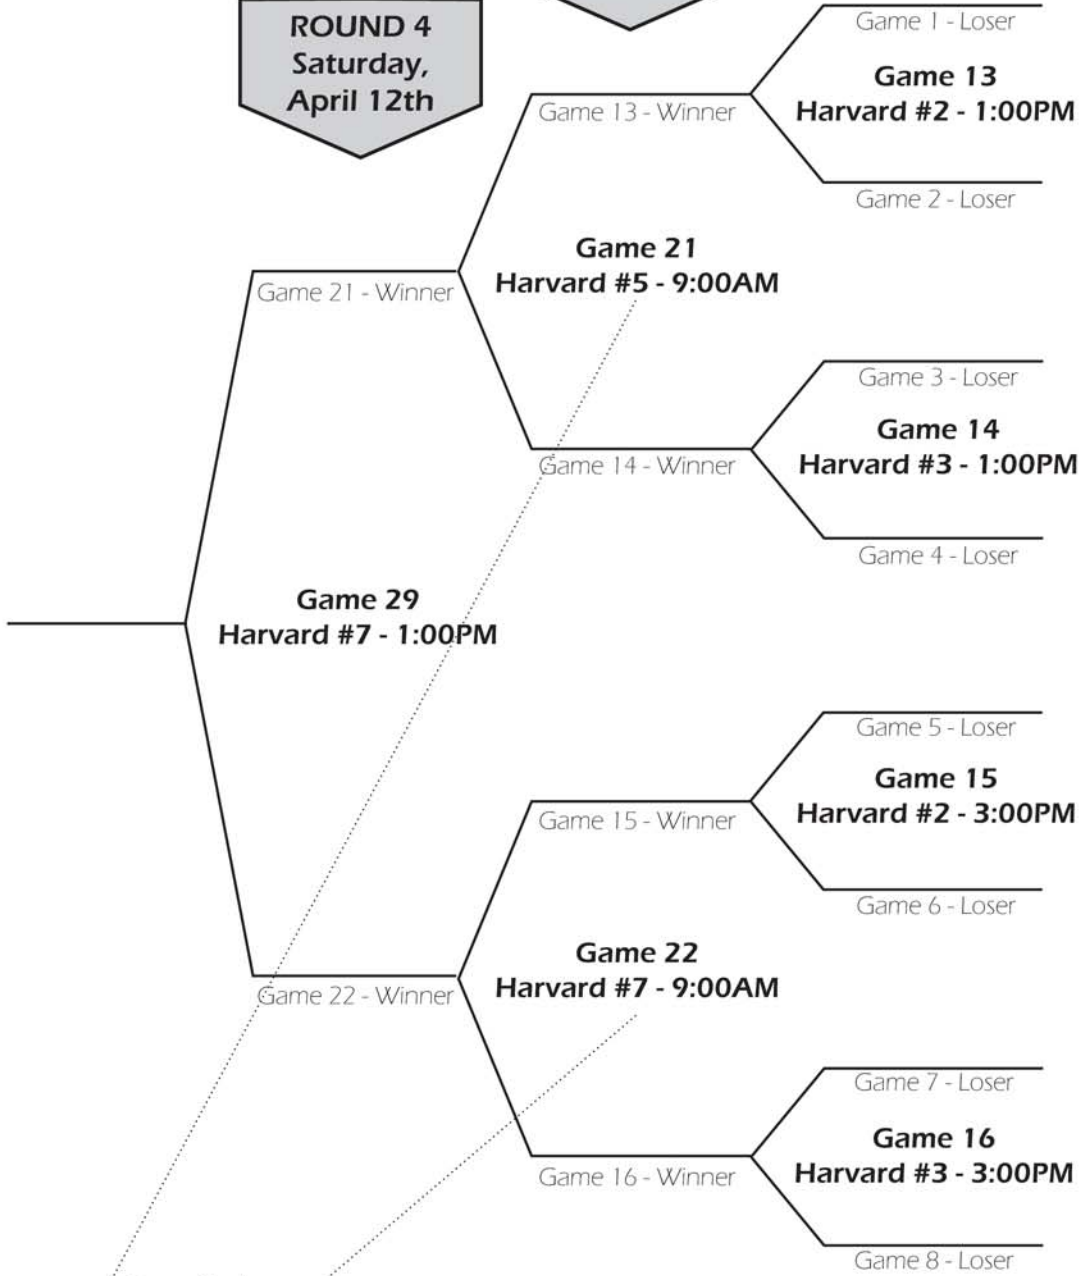 ROUND 4
Saturday,
April 12th
Game 1 - Loser
Game 13
Harvard #2 - 1:00PM
Game 13 - Winner
Game 2 - Loser
Game 21
Harvard #5 - 9:00AM
Game 21 - Winner
Game 3 - Loser
Game 14
Harvard #3 - 1:00PM
Game 14 - Winner
Game 4 - Loser
Game 29
Harvard #7 - 1:00PM
Game 5 - Loser
Game 15
Harvard #2 - 3:00PM
Game 15 - Winner
Game 6 - Loser
Game 22
Harvard #7 - 9:00AM
Game 22 - Winner
Game 7 - Loser
Game 16
Harvard #3 - 3:00PM
Game 16 - Winner
Game 8 - Loser